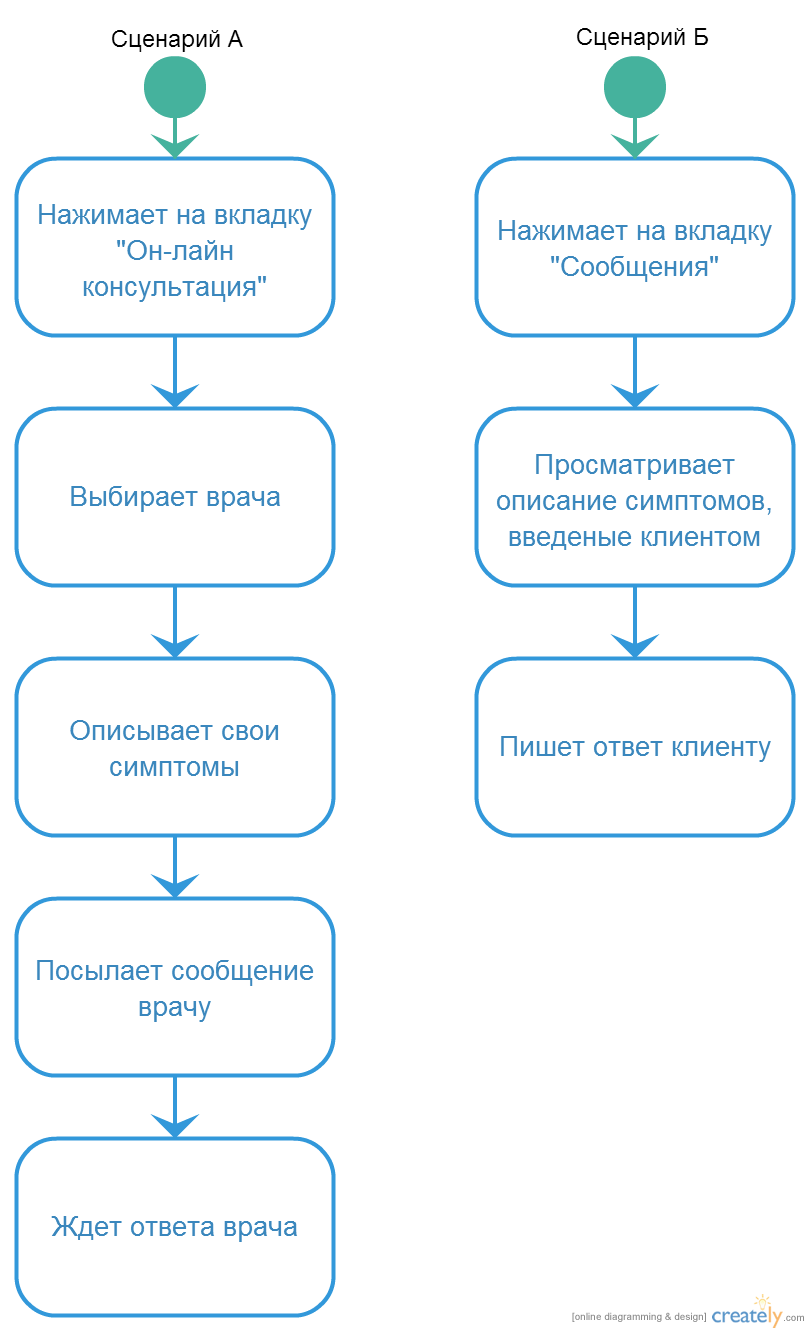 Сценарий А
Нажимает на вкладку
"Он-лайн
консультация"
Выбирает врача
Описывает свои
симптомы
Посылает сообщение
врачу
Ждет ответа врача
Сценарий Б
Нажимает на вкладку
"Сообщения"
Просматривает
описание симптомов,
введеные клиентом
Пишет ответ клиенту
[online diagramming & design] creately.com